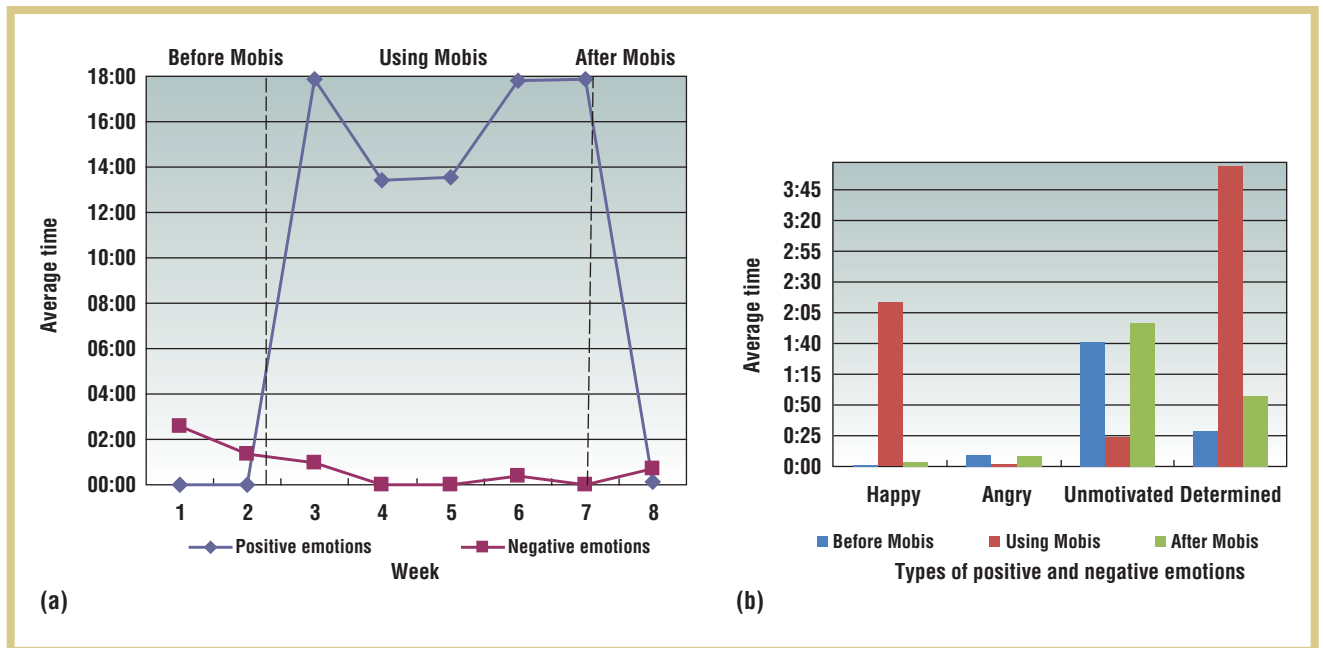 Before Mobis Using Mobis After Mobis
18:00
16:00
14:00
12:00
10:00
08:00
06:00
04:00
02:00
00:00
Average time
1 2 3 4 5 6 7 8
Positive emotions Negative emotions
Week
(a)
3:45
3:20
2:55
2:30
2:05
1:40
1:15
0:50
0:25
0:00
Average time
Happy Angry Unmotivated Determined
Before Mobis Using Mobis After Mobis
Types of positive and negative emotions
(b)